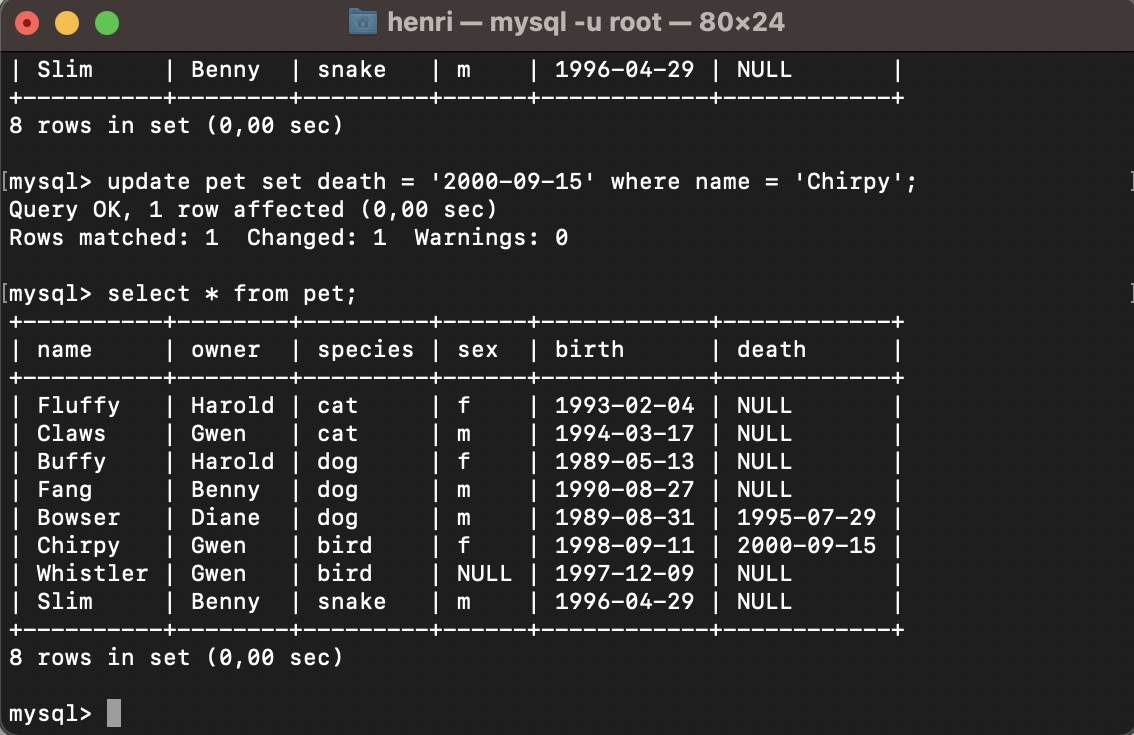 henri — mysql -u root — 80×24
| Slim     | Benny  | snake   | m    | 1996-04-29 | NULL       |
+----------+--------+---------+------+------------+------------+
8 rows in set (0,00 sec)
[mysql> update pet set death = '2000-09-15' where name = 'Chirpy'; ]
Query OK, 1 row affected (0,00 sec)
Rows matched: 1  Changed: 1  Warnings: 0
[mysql> select * from pet; ]
+----------+--------+---------+------+------------+------------+
| name     | owner  | species | sex  | birth      | death      |
+----------+--------+---------+------+------------+------------+
| Fluffy   | Harold | cat     | f    | 1993-02-04 | NULL       |
| Claws    | Gwen   | cat     | m    | 1994-03-17 | NULL       |
| Buffy    | Harold | dog     | f    | 1989-05-13 | NULL       |
| Fang     | Benny  | dog     | m    | 1990-08-27 | NULL       |
| Bowser   | Diane  | dog     | m    | 1989-08-31 | 1995-07-29 |
| Chirpy   | Gwen   | bird    | f    | 1998-09-11 | 2000-09-15 |
| Whistler | Gwen   | bird    | NULL | 1997-12-09 | NULL       |
| Slim     | Benny  | snake   | m    | 1996-04-29 | NULL       |
+----------+--------+---------+------+------------+------------+
8 rows in set (0,00 sec)
mysql>